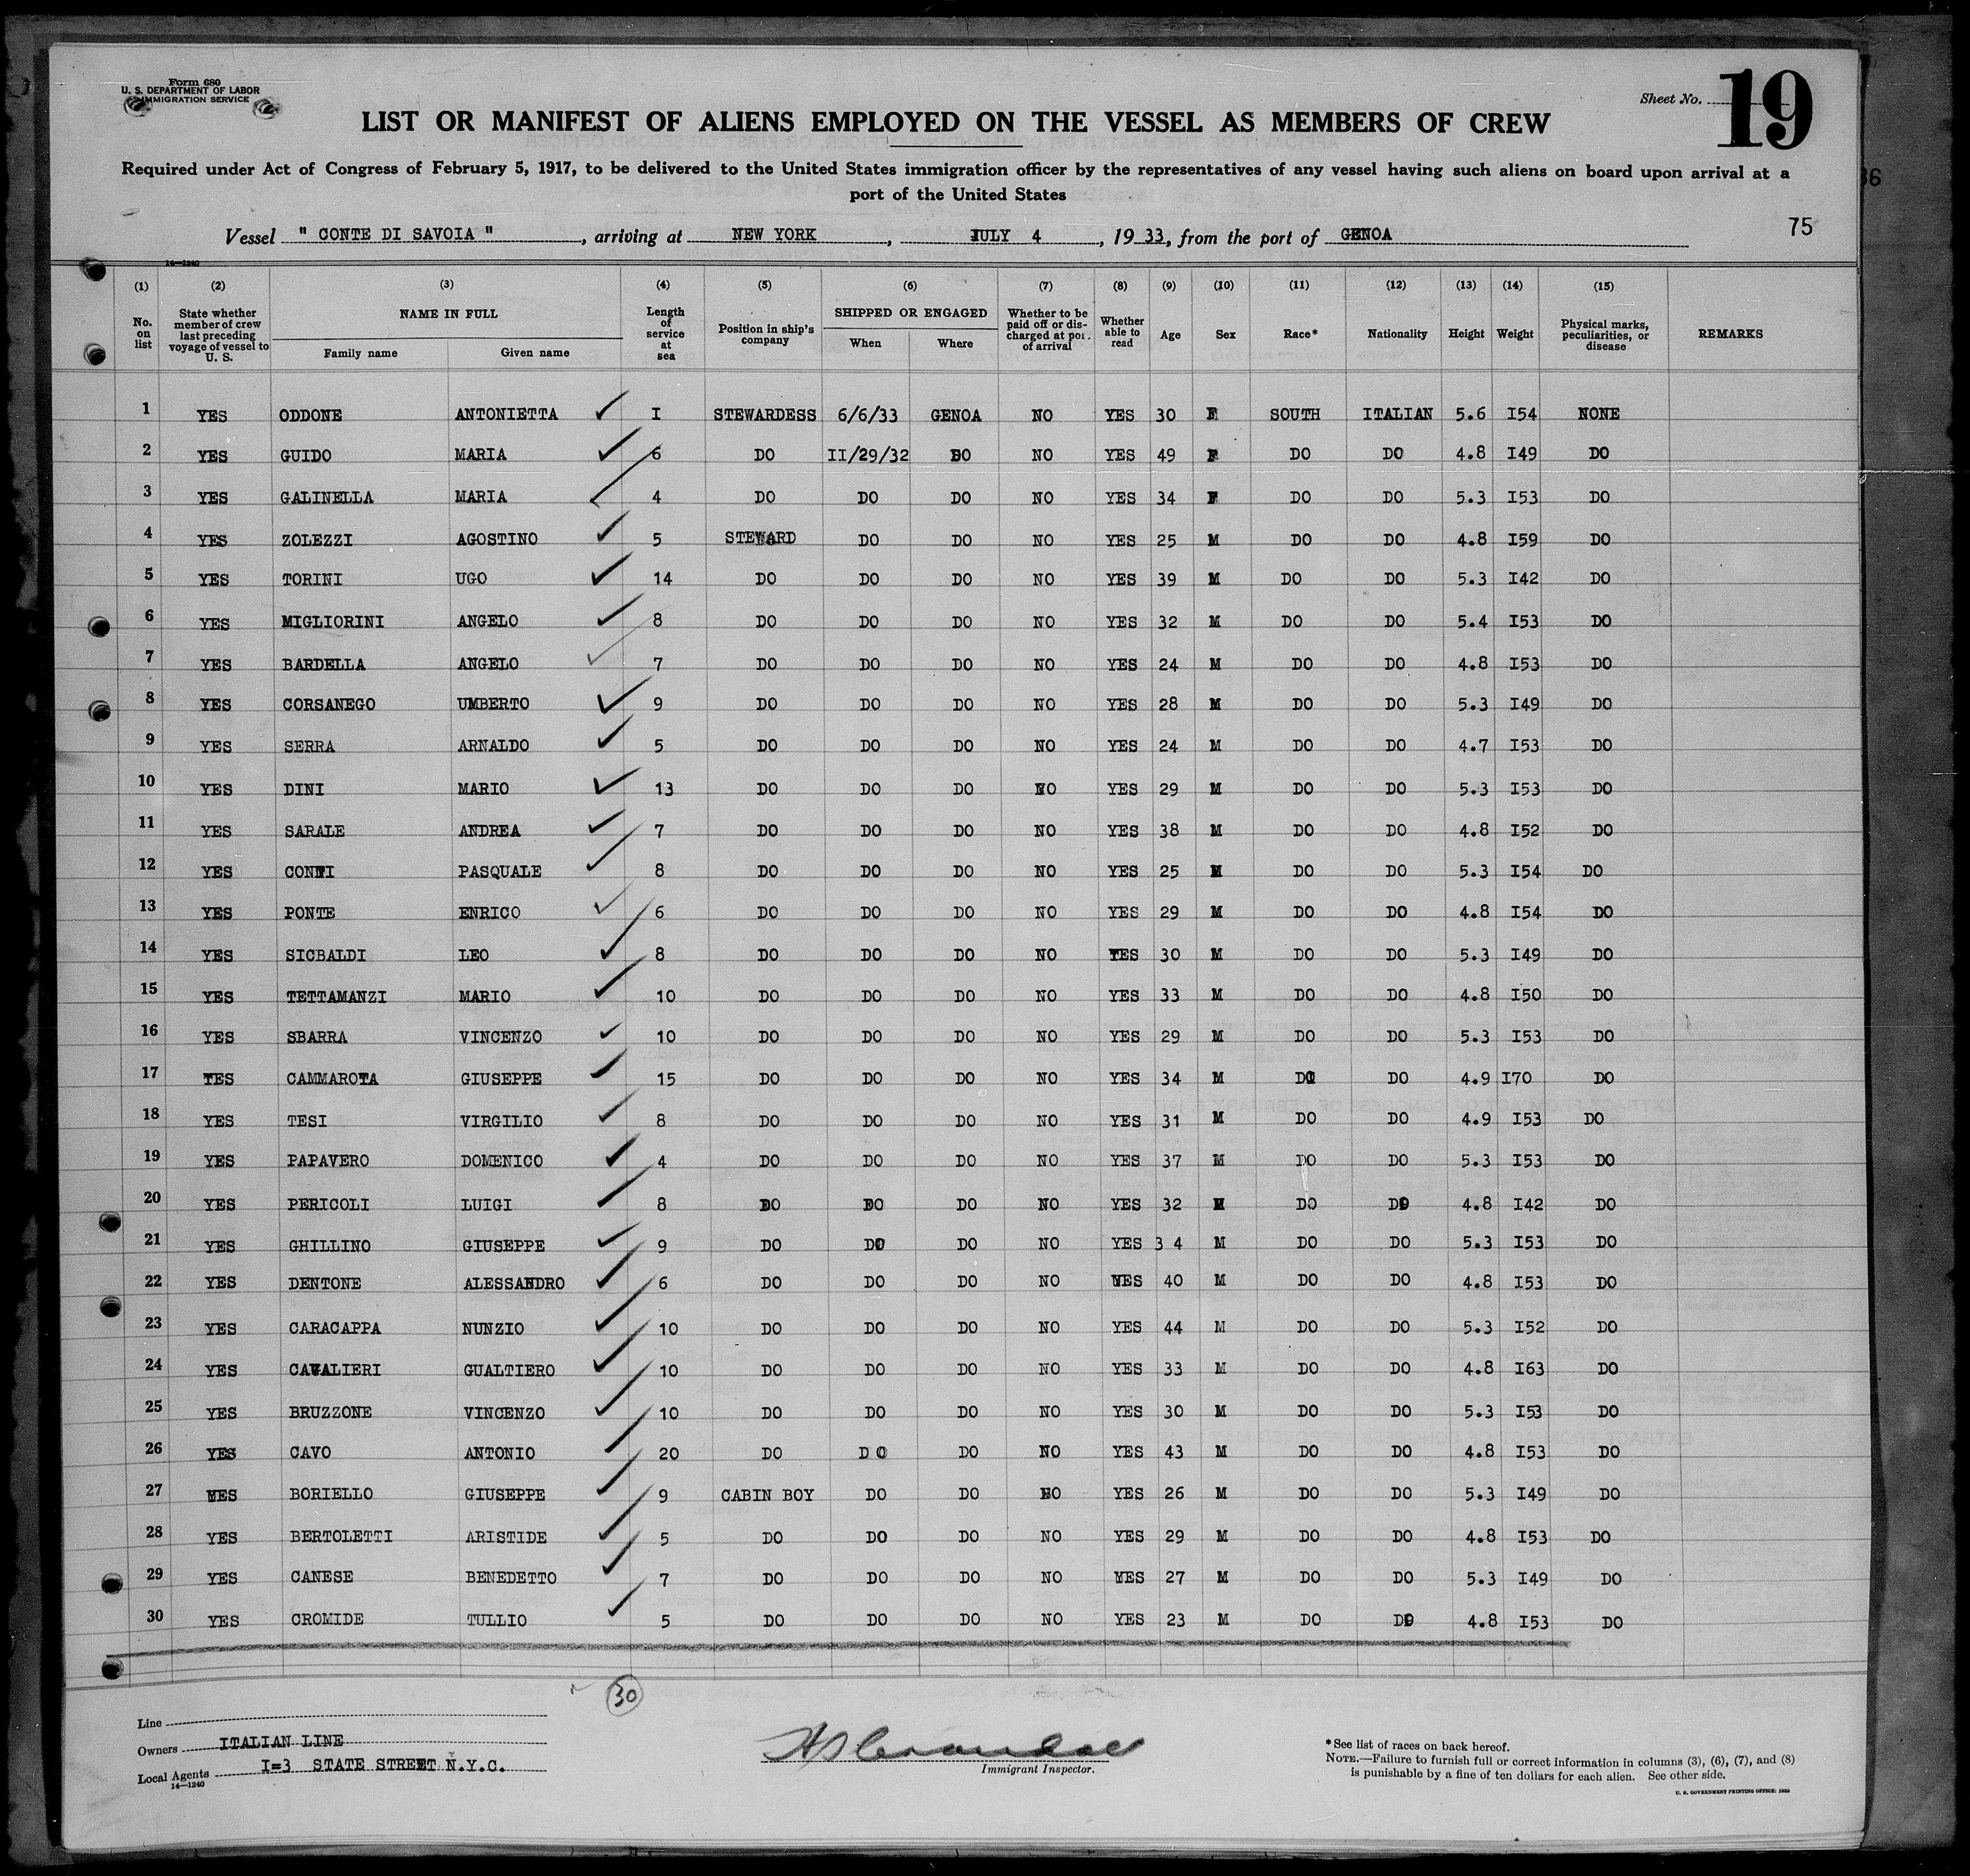 Form 680
U. S. DEPARTMENT OF LABOR
IMMIGRATION SERVICE
Sheet No. 19
LIST OR MANIFEST OF ALIENS EMPLOYED ON THE VESSEL AS MEMBERS OF CREW
Required under Act of Congress of February 5, 1917, to be delivered to the United States immigration officer by the representatives of any vessel having such aliens on board upon arrival at a
port of the United States
36
75
Vessel " CONTE DI SAVOIA ", arriving at NEW YORK, JULY 4, 19 33, from the port of GENOA
14—1240
(1) (2) (3) (4) (5) (6) (7) (8) (9) (10) (11) (12) (13) (14) (15)
No. on list State whether member of crew last preceding voyage of vessel to U. S. NAME IN FULL Family name Given name Length of service at sea Position in ship's company SHIPPED OR ENGAGED When Where Whether to be paid off or discharged at port of arrival Whether able to read Age Sex Race* Nationality Height Weight Physical marks, peculiarities, or disease REMARKS
1 YES ODDONE ANTONIETTA I STEWARDESS 6/6/33 GENOA NO YES 30 F SOUTH ITALIAN 5.6 I54 NONE
2 YES GUIDO MARIA 6 DO II/29/32 DO NO YES 49 F DO DO 4.8 I49 DO
3 YES GALINELLA MARIA 4 DO DO DO NO YES 34 F DO DO 5.3 I53 DO
4 YES ZOLEZZI AGOSTINO 5 STEWARD DO DO NO YES 25 M DO DO 4.8 I59 DO
5 YES TORINI UGO 14 DO DO DO NO YES 39 M DO DO 5.3 I42 DO
6 YES MIGLIORINI ANGELO 8 DO DO DO NO YES 32 M DO DO 5.4 I53 DO
7 YES BARDELLA ANGELO 7 DO DO DO NO YES 24 M DO DO 4.8 I53 DO
8 YES CORSANEGO UMBERTO 9 DO DO DO NO YES 28 M DO DO 5.3 I49 DO
9 YES SERRA ARNALDO 5 DO DO DO NO YES 24 M DO DO 4.7 I53 DO
10 YES DINI MARIO 13 DO DO DO NO YES 29 M DO DO 5.3 I53 DO
11 YES SARALE ANDREA 7 DO DO DO NO YES 38 M DO DO 4.8 I52 DO
12 YES CONTI PASQUALE 8 DO DO DO NO YES 25 M DO DO 5.3 I54 DO
13 YES PONTE ENRICO 6 DO DO DO NO YES 29 M DO DO 4.8 I54 DO
14 YES SICBALDI LEO 8 DO DO DO NO YES 30 M DO DO 5.3 I49 DO
15 YES TETTAMANZI MARIO 10 DO DO DO NO YES 33 M DO DO 4.8 I50 DO
16 YES SBARRA VINCENZO 10 DO DO DO NO YES 29 M DO DO 5.3 I53 DO
17 YES CAMMAROTA GIUSEPPE 15 DO DO DO NO YES 34 M DO DO 4.9 I70 DO
18 YES TESI VIRGILIO 8 DO DO DO NO YES 31 M DO DO 4.9 I53 DO
19 YES PAPAVERO DOMENICO 4 DO DO DO NO YES 37 M DO DO 5.3 I53 DO
20 YES PERICOLI LUIGI 8 DO DO DO NO YES 32 M DO DO 4.8 I42 DO
21 YES GHILLINO GIUSEPPE 9 DO DO DO NO YES 3 4 M DO DO 5.3 I53 DO
22 YES DENTONE ALESSANDRO 6 DO DO DO NO YES 40 M DO DO 4.8 I53 DO
23 YES CARACAPPA NUNZIO 10 DO DO DO NO YES 44 M DO DO 5.3 I52 DO
24 YES CAVALIERI GUALTIERO 10 DO DO DO NO YES 33 M DO DO 4.8 I63 DO
25 YES BRUZZONE VINCENZO 10 DO DO DO NO YES 30 M DO DO 5.3 I53 DO
26 YES CAVO ANTONIO 20 DO D O DO NO YES 43 M DO DO 4.8 I53 DO
27 YES BORIELLO GIUSEPPE 9 CABIN BOY DO DO NO YES 26 M DO DO 5.3 I49 DO
28 YES BERTOLETTI ARISTIDE 5 DO DO DO NO YES 29 M DO DO 4.8 I53 DO
29 YES CANESE BENEDETTO 7 DO DO DO NO YES 27 M DO DO 5.3 I49 DO
30 YES CROMIDE TULLIO 5 DO DO DO NO YES 23 M DO DO 4.8 I53 DO
30
Line
Owners ITALIAN LINE
Local Agents I=3 STATE STREET N.Y.C.
14—1240
Immigrant Inspector.
*See list of races on back hereof.
NOTE.—Failure to furnish full or correct information in columns (3), (6), (7), and (8)
is punishable by a fine of ten dollars for each alien. See other side.
U. S. GOVERNMENT PRINTING OFFICE: